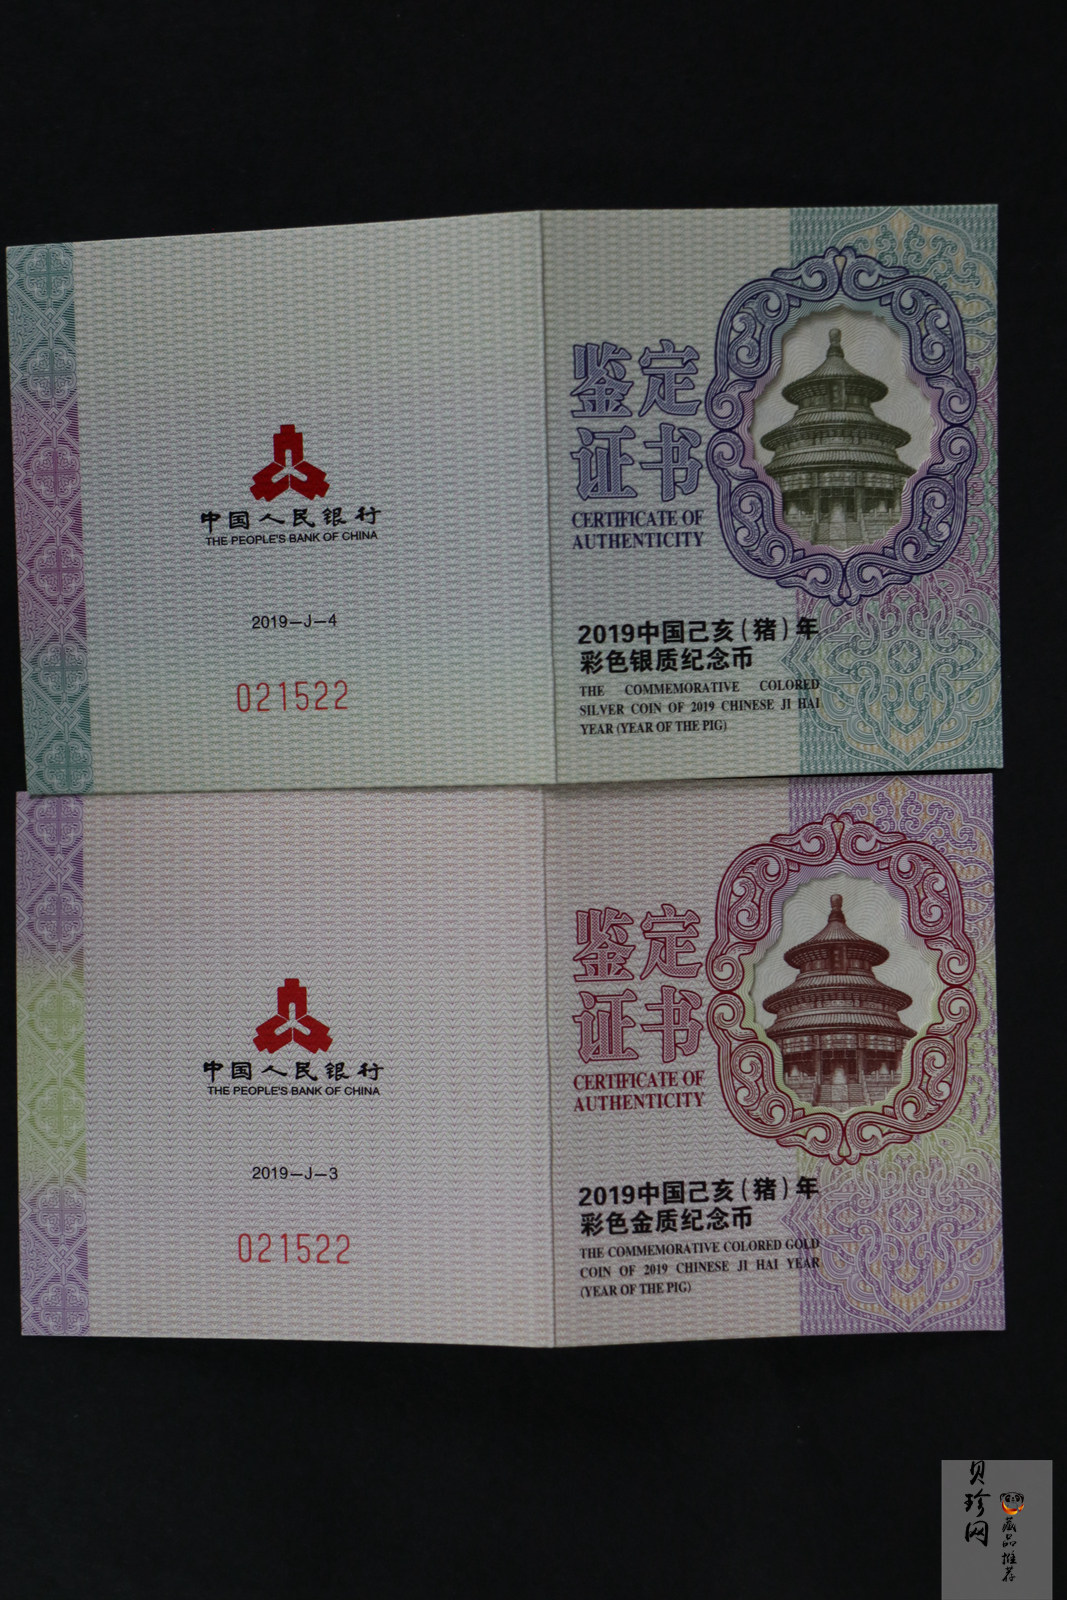 鉴定
证书
CERTIFICATE OF
AUTHENTICITY
中国人民银行
THE PEOPLE'S BANK OF CHINA
2019－J－4
021522
2019中国己亥（猪）年
彩色银质纪念币
THE COMMEMORATIVE COLORED
SILVER COIN OF 2019 CHINESE JI HAI
YEAR (YEAR OF THE PIG)
鉴定
证书
CERTIFICATE OF
AUTHENTICITY
中国人民银行
THE PEOPLE'S BANK OF CHINA
2019－J－3
021522
2019中国己亥（猪）年
彩色金质纪念币
THE COMMEMORATIVE COLORED GOLD
COIN OF 2019 CHINESE JI HAI YEAR
(YEAR OF THE PIG)
贝珍网
藏品推荐